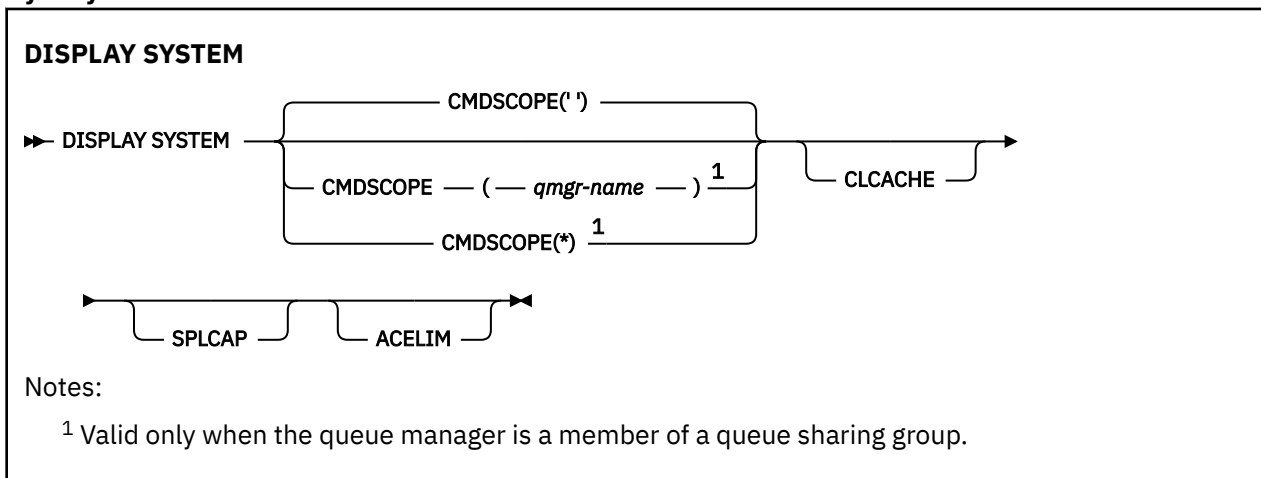 DISPLAY SYSTEM
CMDSCOPE(' ')
DISPLAY SYSTEM
CMDSCOPE ( qmgr-name ) 1
CLCACHE
CMDSCOPE(*) 1
SPLCAP ACELIM
Notes:
1 Valid only when the queue manager is a member of a queue sharing group.